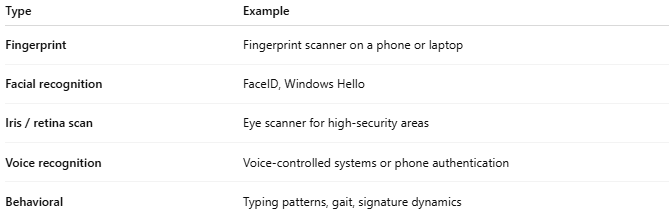 Type Example
Fingerprint Fingerprint scanner on a phone or laptop
Facial recognition FaceID, Windows Hello
Iris / retina scan Eye scanner for high-security areas
Voice recognition Voice-controlled systems or phone authentication
Behavioral Typing patterns, gait, signature dynamics